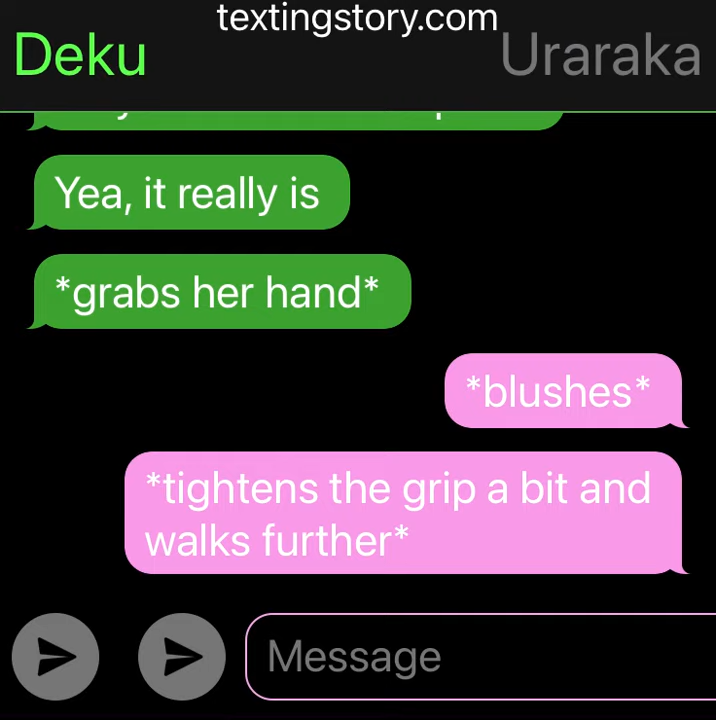 textingstory.com
Deku
Uraraka
Yea, it really is
*grabs her hand*
*blushes*
*tightens the grip a bit and
walks further*
Message